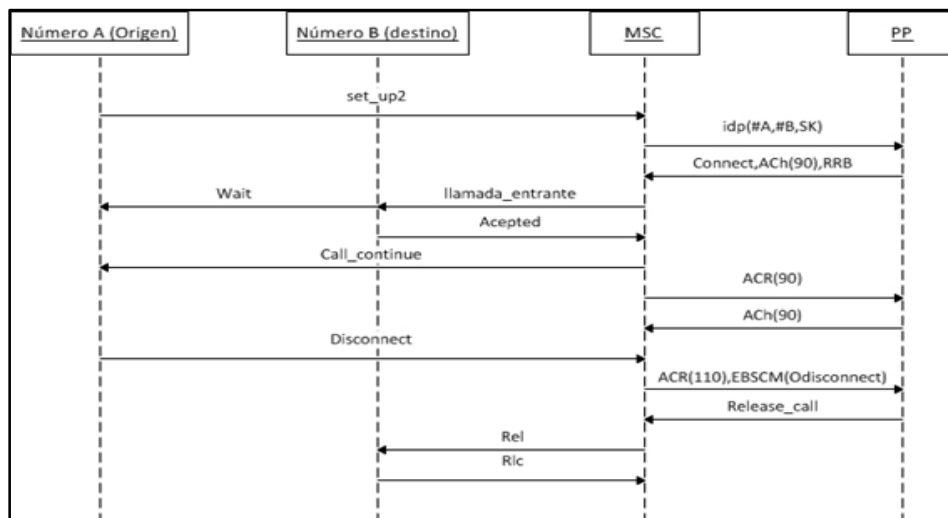 Número A (Origen)
Número B (destino)
MSC
PP
set_up2
idp(#A,#B,SK)
Connect,ACh(90),RRB
Wait
llamada_entrante
Acepted
Call_continue
ACR(90)
ACh(90)
Disconnect
ACR(110),EBSCM(Odisconnect)
Release_call
Rel
Rlc